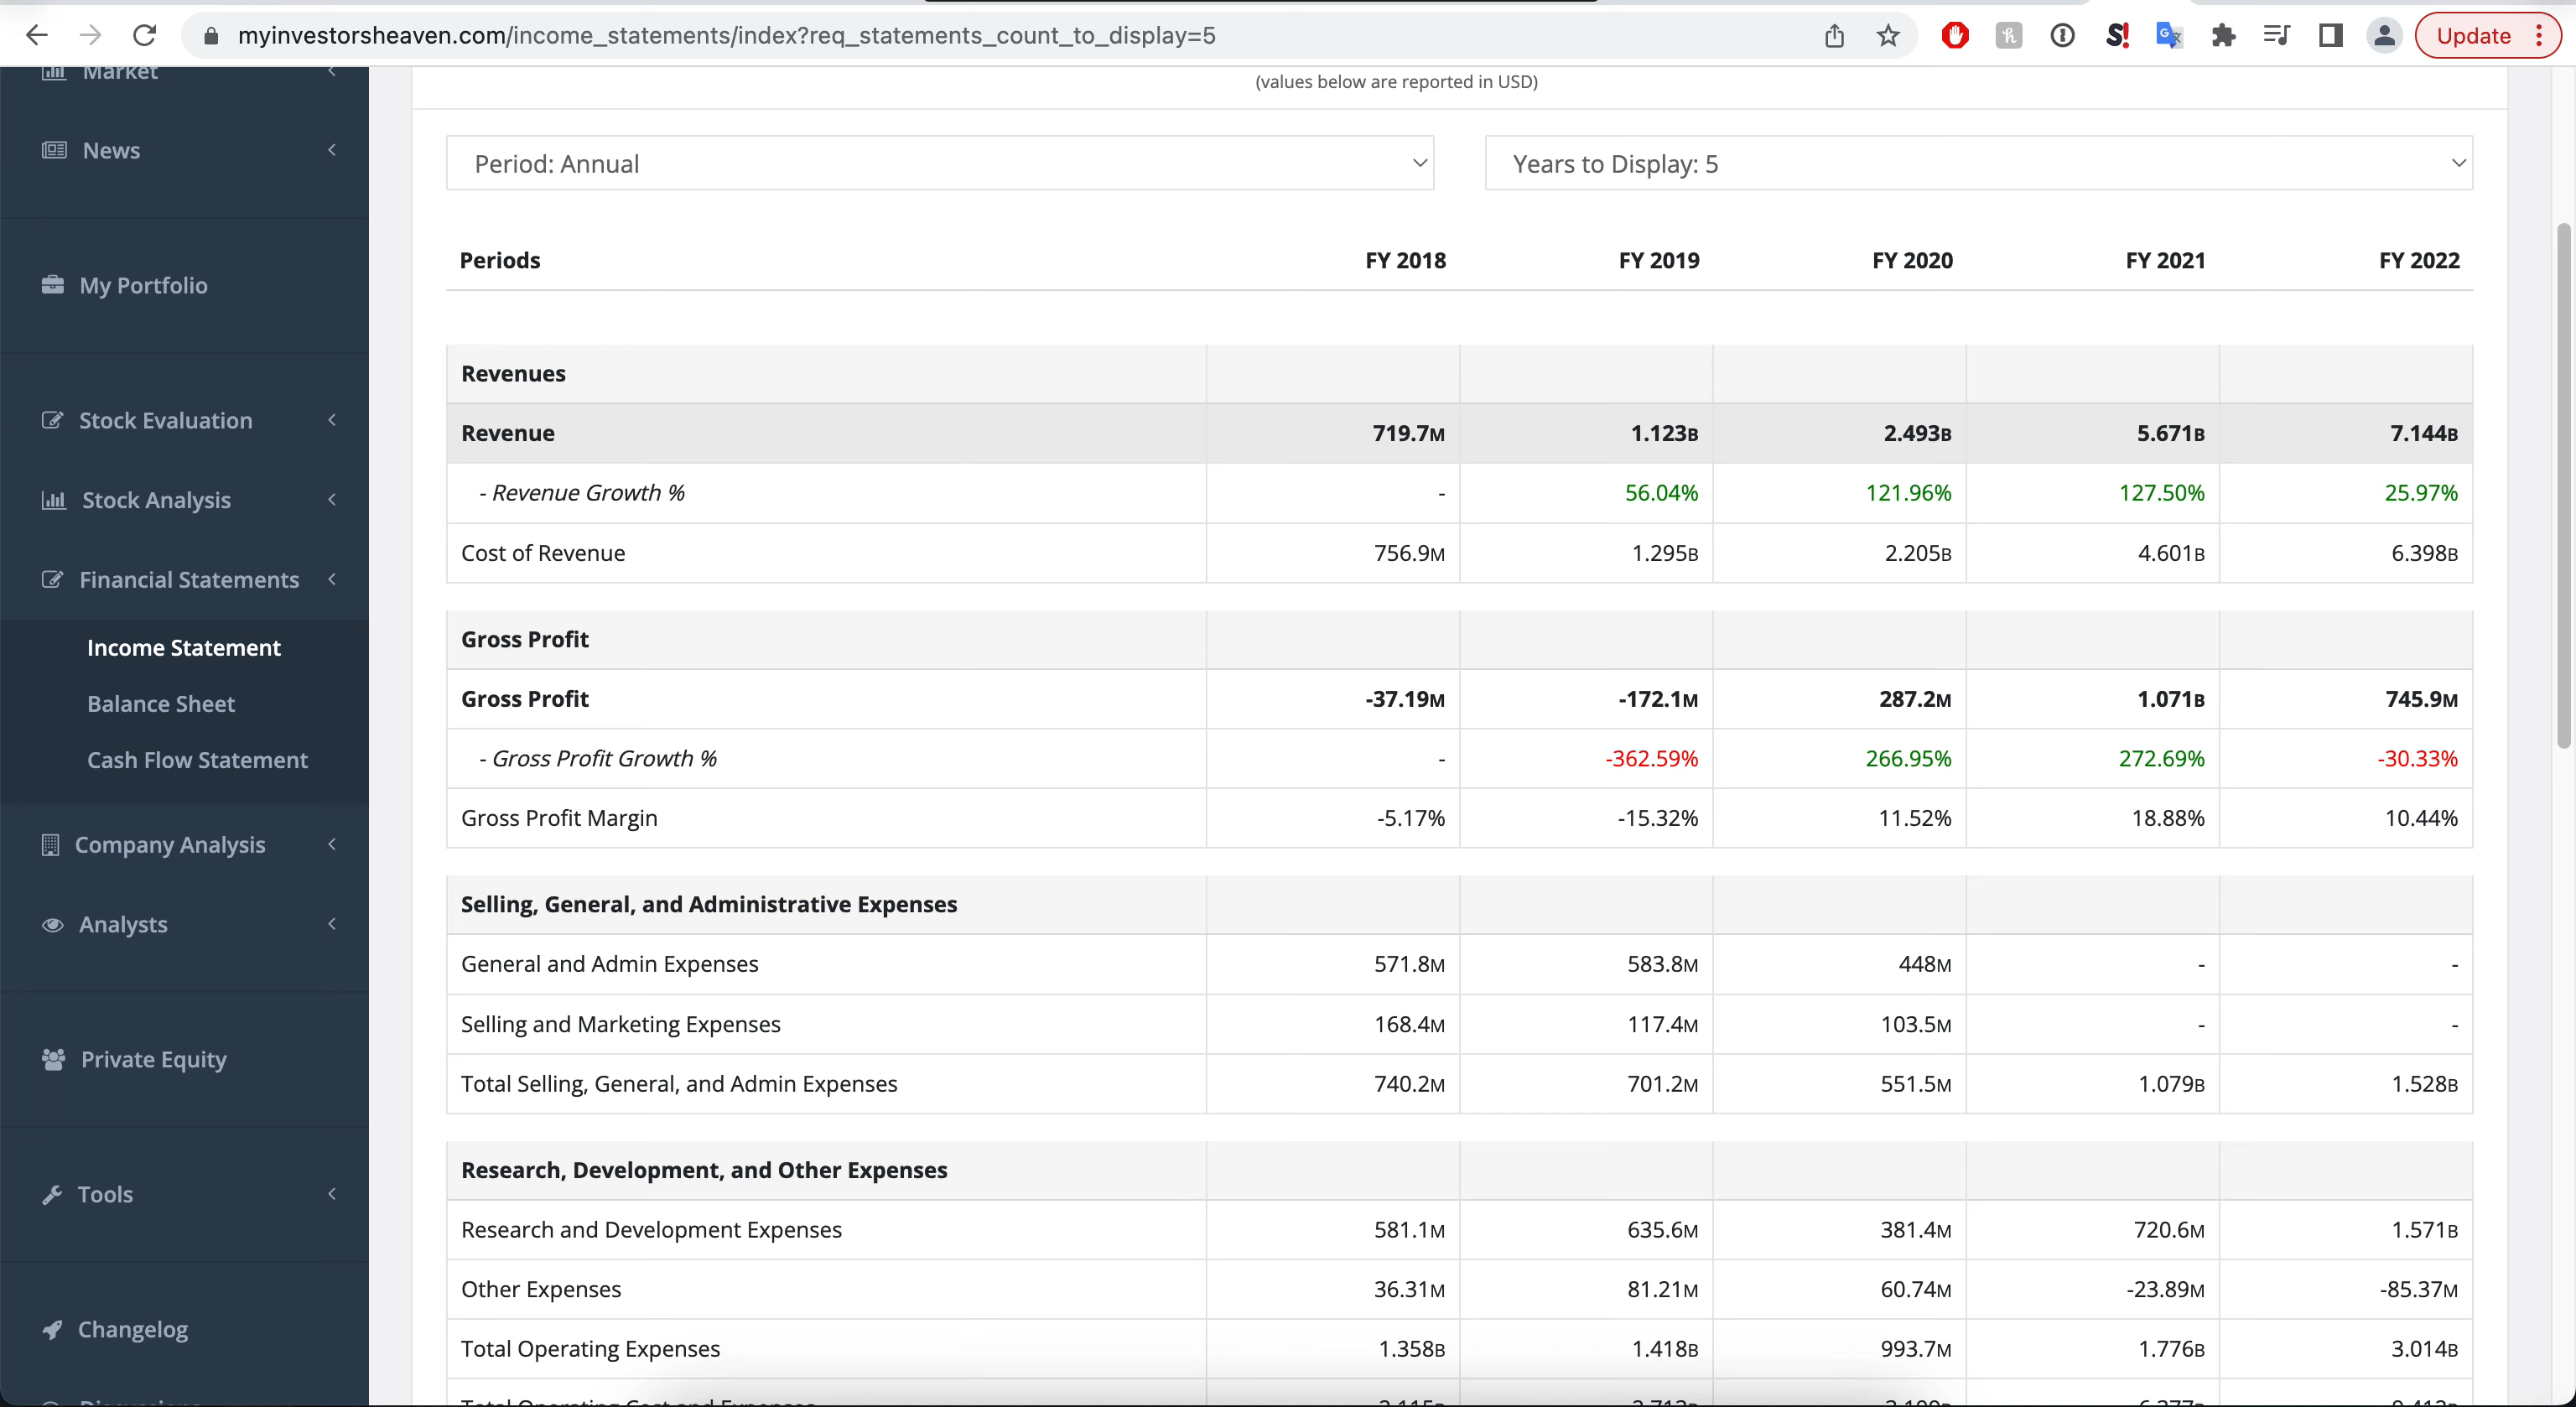 myinvestorsheaven.com/income_statements/index?req_statements_count_to_display=5
Update
Market
News
My Portfolio
Stock Evaluation
Stock Analysis
Financial Statements
Income Statement
Balance Sheet
Cash Flow Statement
Company Analysis
Analysts
Private Equity
Tools
Changelog
(values below are reported in USD)
Period: Annual Years to Display: 5
Periods FY 2018 FY 2019 FY 2020 FY 2021 FY 2022
Revenues
Revenue 719.7M 1.123B 2.493B 5.671B 7.144B
- Revenue Growth % - 56.04% 121.96% 127.50% 25.97%
Cost of Revenue 756.9M 1.295B 2.205B 4.601B 6.398B
Gross Profit
Gross Profit -37.19M -172.1M 287.2M 1.071B 745.9M
- Gross Profit Growth % - -362.59% 266.95% 272.69% -30.33%
Gross Profit Margin -5.17% -15.32% 11.52% 18.88% 10.44%
Selling, General, and Administrative Expenses
General and Admin Expenses 571.8M 583.8M 448M - -
Selling and Marketing Expenses 168.4M 117.4M 103.5M - -
Total Selling, General, and Admin Expenses 740.2M 701.2M 551.5M 1.079B 1.528B
Research, Development, and Other Expenses
Research and Development Expenses 581.1M 635.6M 381.4M 720.6M 1.571B
Other Expenses 36.31M 81.21M 60.74M -23.89M -85.37M
Total Operating Expenses 1.358B 1.418B 993.7M 1.776B 3.014B
Total Operating Cost and Expenses